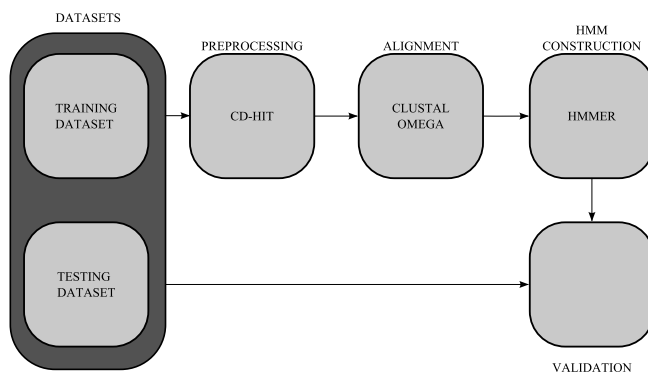 DATASETS
PREPROCESSING
ALIGNMENT
HMM
CONSTRUCTION
TRAINING
DATASET
CD-HIT
CLUSTAL
OMEGA
HMMER
TESTING
DATASET
VALIDATION